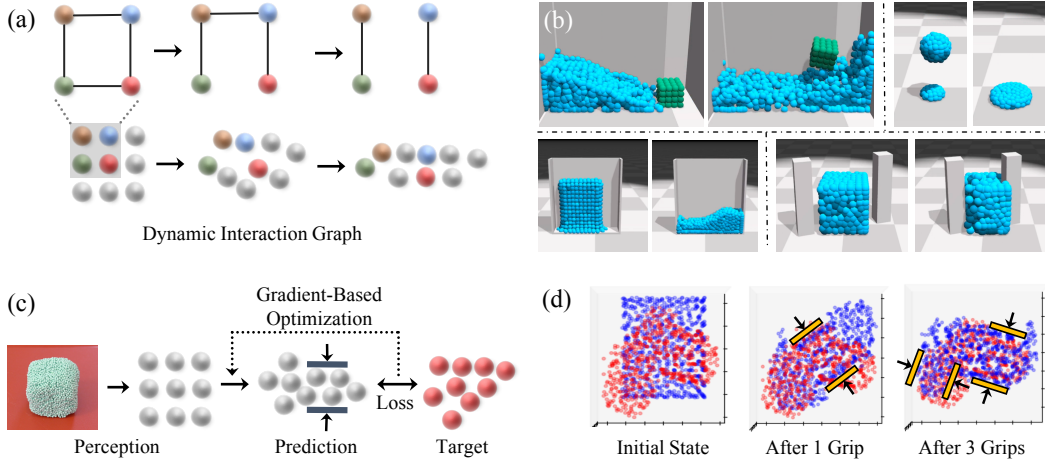 (a)
Dynamic Interaction Graph
(b)
(c)
Gradient-Based
Optimization
Loss
Perception
Prediction
Target
(d)
Initial State
After 1 Grip
After 3 Grips